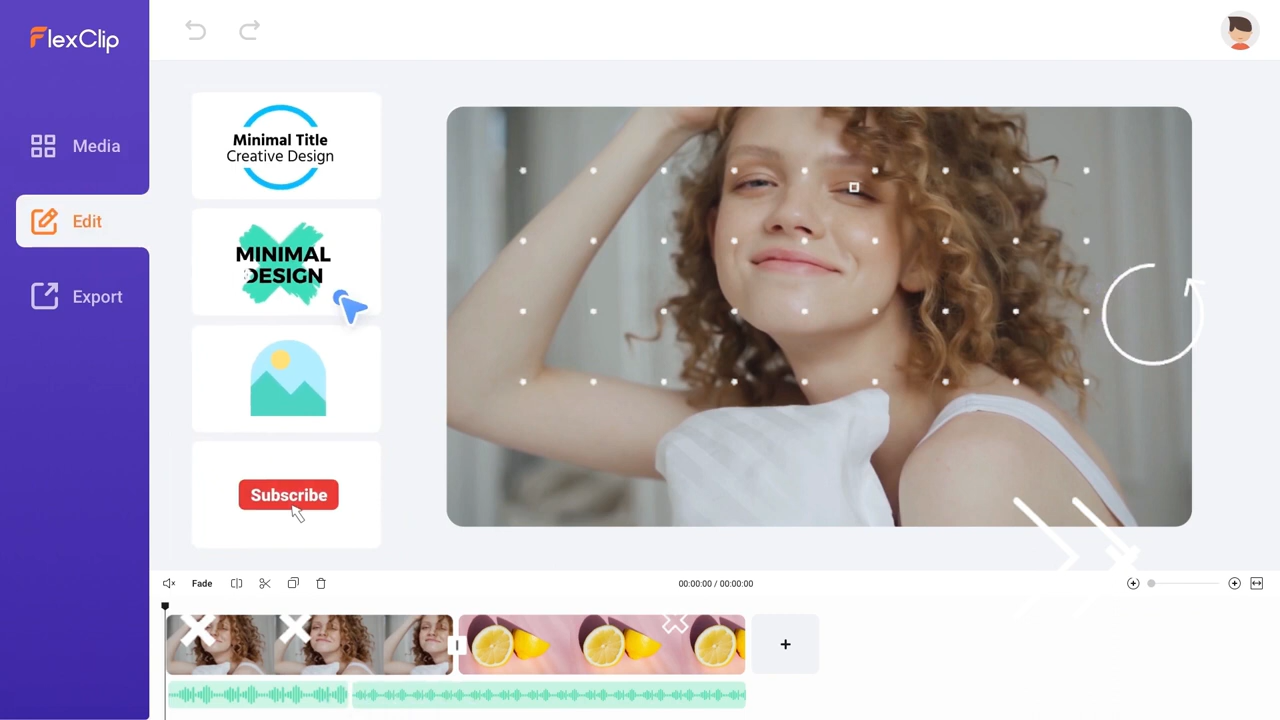 FlexClip
Media
Edit
Export
Minimal Title
Creative Design
MINIMAL
DESIGN
Subscribe
Fade
00:00:00 / 00:00:00